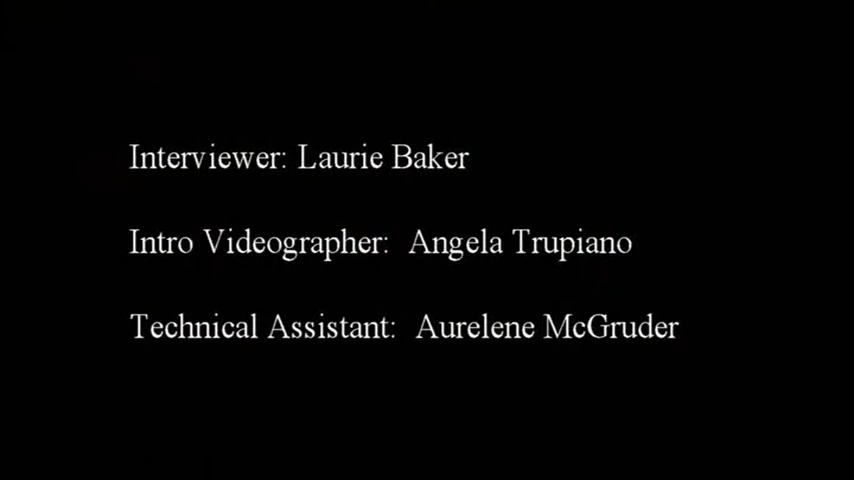 Interviewer: Laurie Baker
Intro Videographer: Angela Trupiano
Technical Assistant: Aurelene McGruder